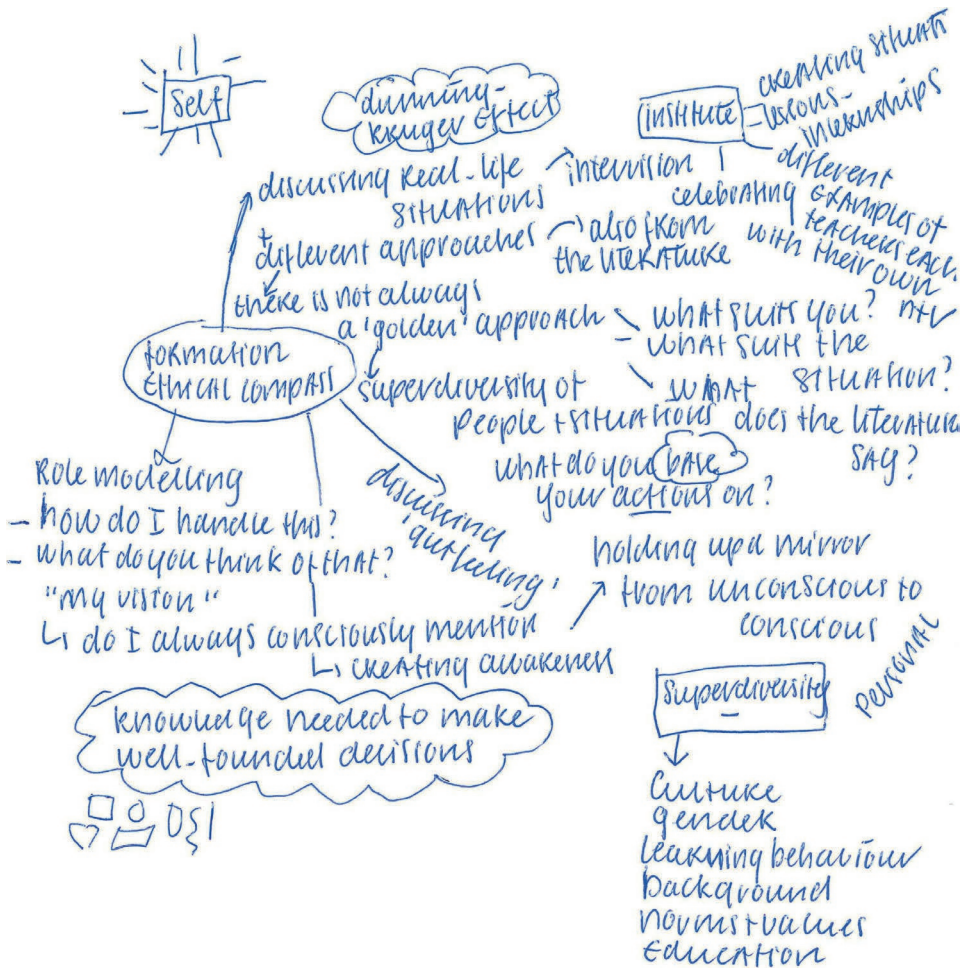 Self
dunning-
kruger effect
institute
creating situati
- lessons-
internships
different
examples of
teachers each
with their own
celebrating
discussing real-life
situations
intervision
+
different approaches
also from
the literature
there is not always
a 'golden' approach
- what suits you?
- what suits the
situation?
what
does the literature
say?
formation
ethical compass
superdiversity of
people + situations
what do you base
your actions on?
Role modelling
- how do I handle this?
- what do you think of that?
"my vision"
↳ do I always consciously mention
↳ creating awareness
discussing
'gutfeeling'
holding up a mirror
from unconscious to
conscious
personal
superdiversity
knowledge needed to make
well-founded decisions
Culture
gender
learning behaviour
background
norms + values
Education